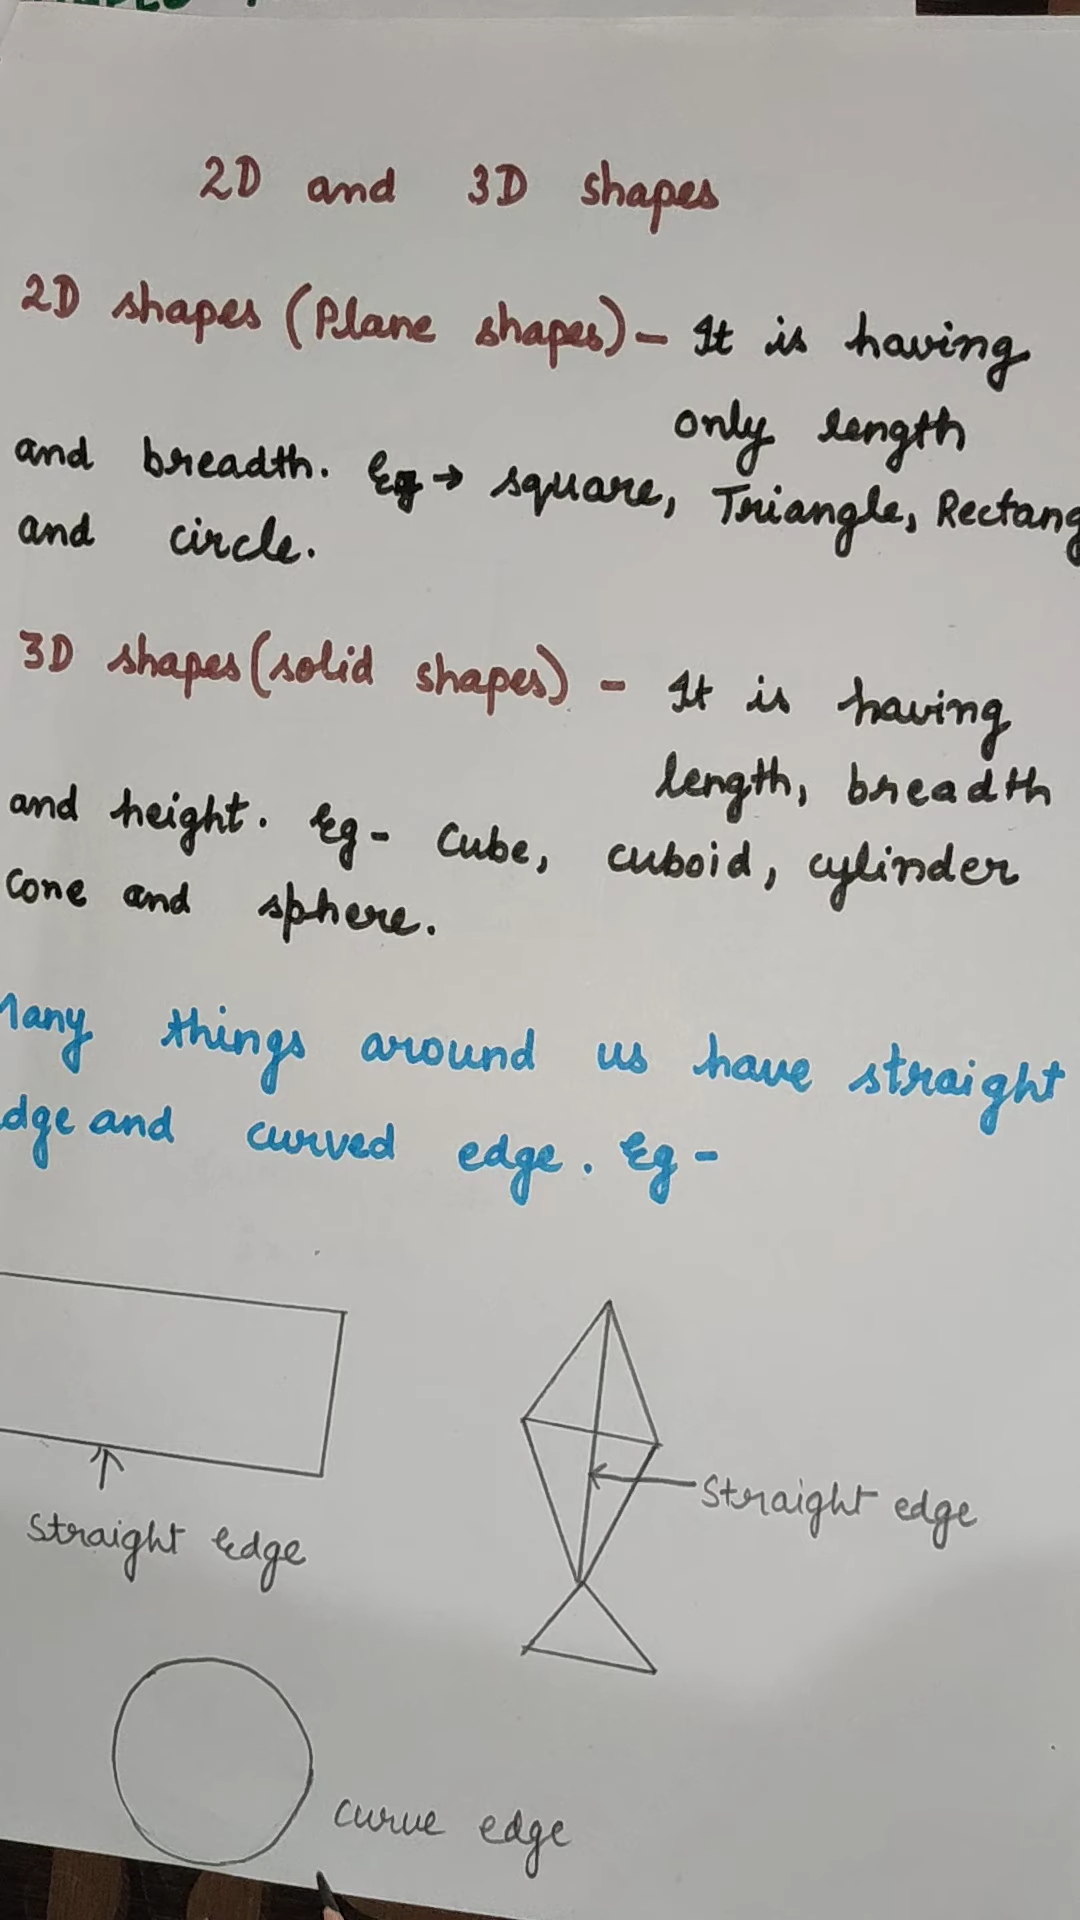 2D and 3D shapes
2D shapes (Plane shapes) - It is having
only length
and breadth. Eg → square, Triangle, Rectang
and circle.
3D shapes (solid shapes) - It is having
length, breadth
and height. Eg - Cube, cuboid, cylinder
cone and sphere.
Many things around us have straight
dge and curved edge. Eg -
straight edge
Straight Edge
curve edge